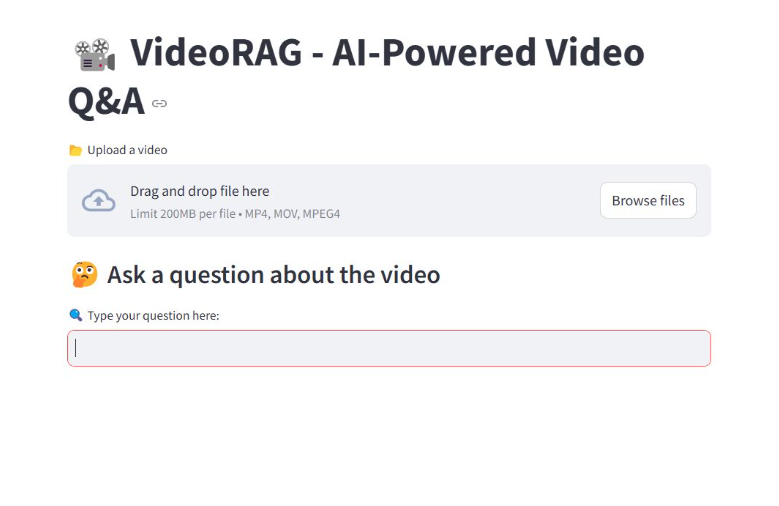 🎥 VideoRAG - AI-Powered Video
Q&A
📂 Upload a video
Drag and drop file here
Limit 200MB per file • MP4, MOV, MPEG4
Browse files
🤔 Ask a question about the video
🔍 Type your question here: